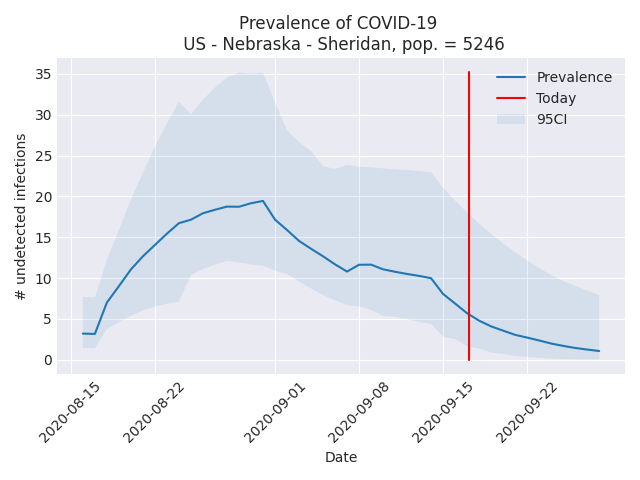 Prevalence of COVID-19
US - Nebraska - Sheridan, pop. = 5246
# undetected infections
35
30
25
20
15
10
5
0
Prevalence
Today
95CI
2020-08-15
2020-08-22
2020-09-01
2020-09-08
2020-09-15
2020-09-22
Date